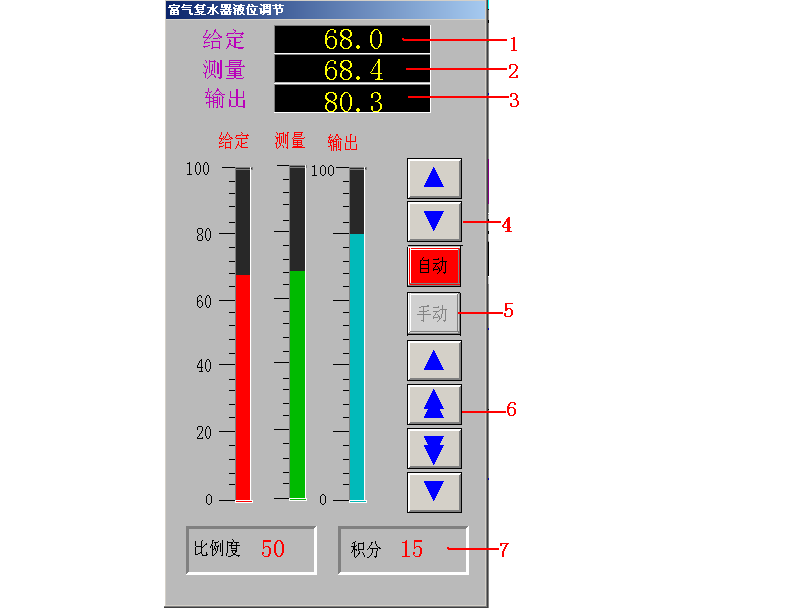 富气复水器液位调节
给定 68.0 1
测量 68.4 2
输出 80.3 3
给定 测量 输出
100 100
80
4
自动
60
手动 5
40
6
20
0 0
比例度 50 积分 15 7